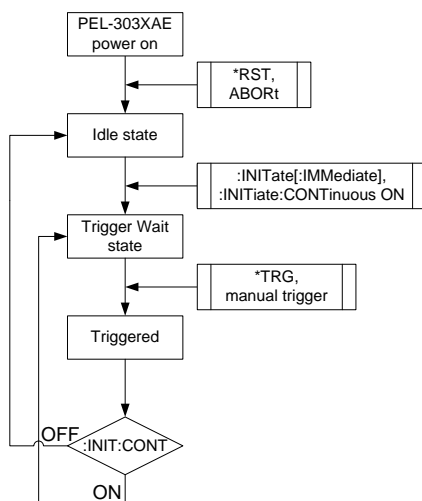 PEL-303XAE
power on
*RST,
ABORt
Idle state
:INITate[:IMMediate],
:INITiate:CONTinuous ON
Trigger Wait
state
*TRG,
manual trigger
Triggered
OFF
:INIT:CONT
ON